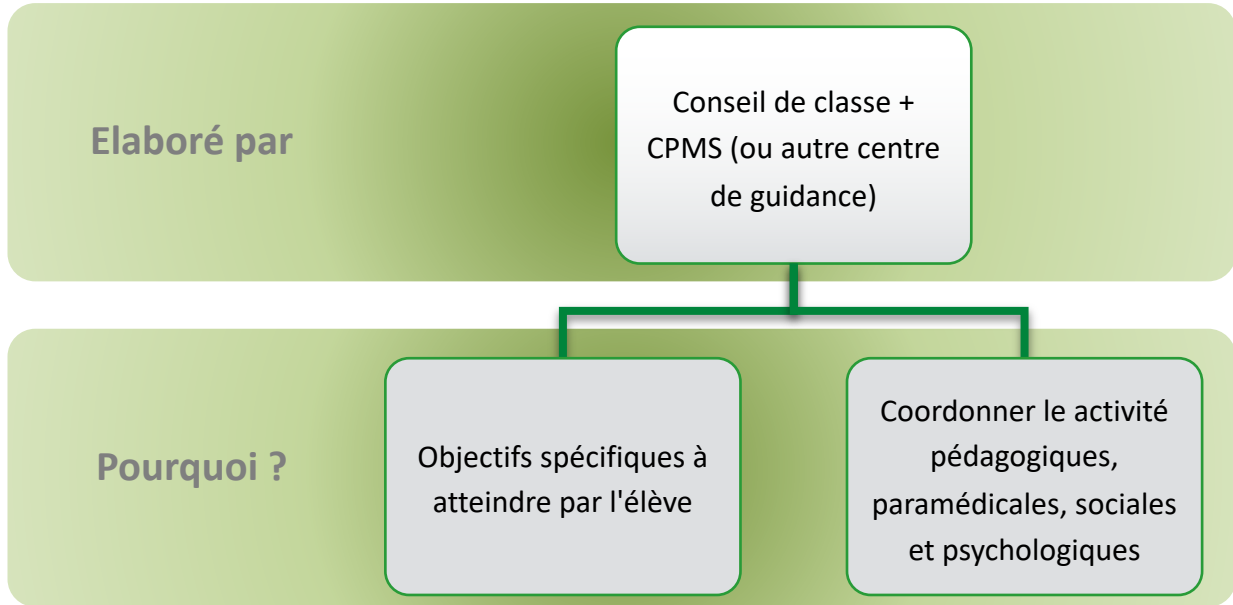 Elaboré par
Conseil de classe +
CPMS (ou autre centre
de guidance)
Pourquoi ?
Objectifs spécifiques à
atteindre par l'élève
Coordonner le activité
pédagogiques,
paramédicales, sociales
et psychologiques